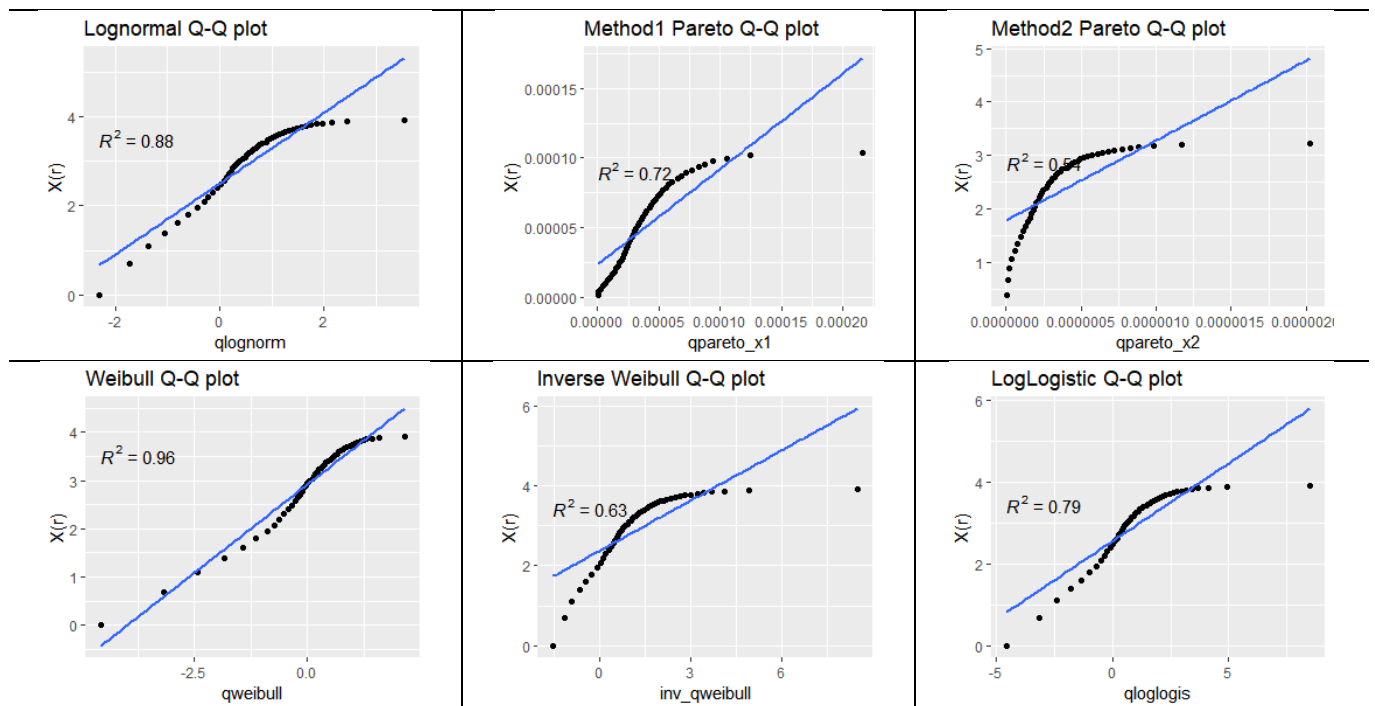 Lognormal Q-Q plot
X(r)
4
2
0
R² = 0.88
-2 0 2
qlognorm
Method1 Pareto Q-Q plot
X(r)
0.00015
0.00010
0.00005
0.00000
R² = 0.72
0.00000 0.00005 0.00010 0.00015 0.00020
qpareto_x1
Method2 Pareto Q-Q plot
X(r)
5
4
3
2
1
R² = 0.54
0.0000000 0.0000005 0.0000010 0.0000015 0.0000020
qpareto_x2
Weibull Q-Q plot
X(r)
4
3
2
1
0
R² = 0.96
-2.5 0.0
qweibull
Inverse Weibull Q-Q plot
X(r)
6
4
2
0
R² = 0.63
0 3 6
inv_qweibull
LogLogistic Q-Q plot
X(r)
6
4
2
0
R² = 0.79
-5 0 5
qloglogis